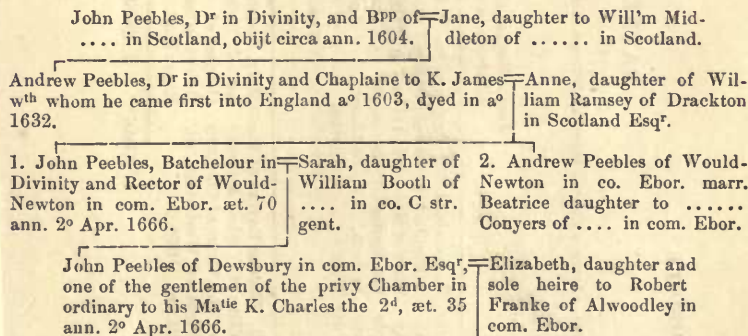 John Peebles, Dr in Divinity, and Bpp of
.... in Scotland, obijt circa ann. 1604.
Jane, daughter to Will'm Mid-
dleton of ...... in Scotland.
Andrew Peebles, Dr in Divinity and Chaplaine to K. James
wth whom he came first into England ao 1603, dyed in ao
1632.
Anne, daughter of Wil-
liam Ramsey of Drackton
in Scotland Esqr.
1. John Peebles, Batchelour in
Divinity and Rector of Would-
Newton in com. Ebor. æt. 70
ann. 2o Apr. 1666.
Sarah, daughter of
William Booth of
.... in co. C str.
gent.
2. Andrew Peebles of Would-
Newton in co. Ebor. marr.
Beatrice daughter to ......
Conyers of .... in com. Ebor.
John Peebles of Dewsbury in com. Ebor. Esqr,
one of the gentlemen of the privy Chamber in
ordinary to his Matie K. Charles the 2d, æt. 35
ann. 2o Apr. 1666.
Elizabeth, daughter and
sole heire to Robert
Franke of Alwoodley in
com. Ebor.